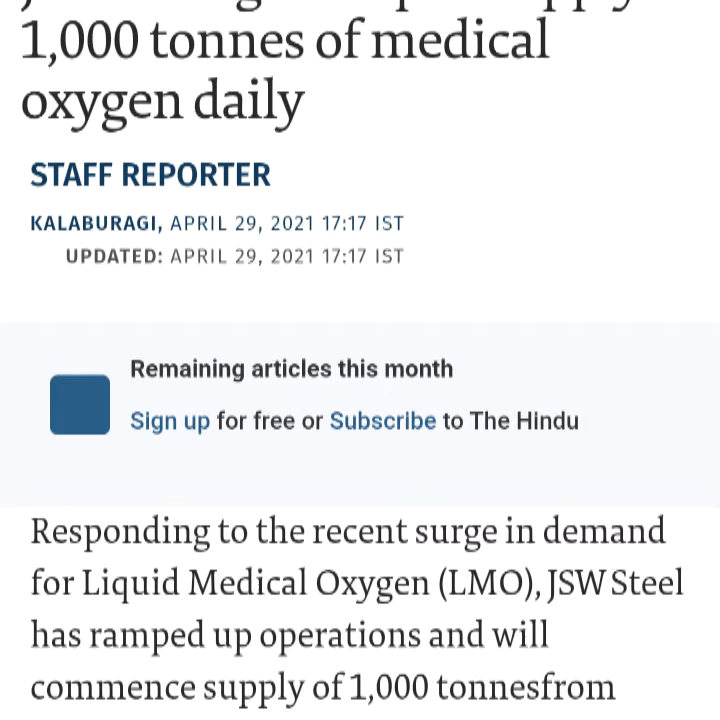 1,000 tonnes of medical
oxygen daily
STAFF REPORTER
KALABURAGI, APRIL 29, 2021 17:17 IST
UPDATED: APRIL 29, 2021 17:17 IST
Remaining articles this month
Sign up for free or Subscribe to The Hindu
Responding to the recent surge in demand
for Liquid Medical Oxygen (LMO), JSW Steel
has ramped up operations and will
commence supply of 1,000 tonnesfrom